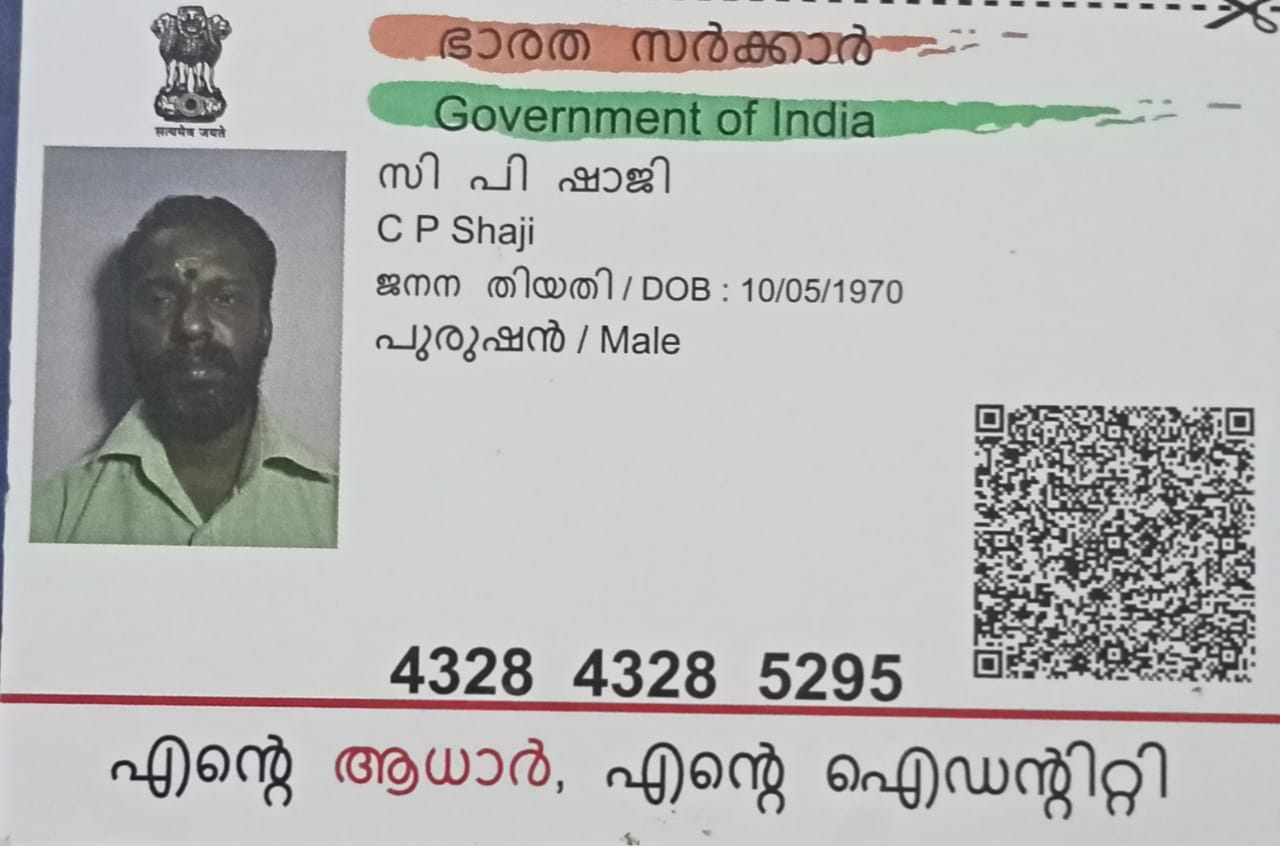 ഭാരത സർക്കാർ
Government of India
सत्यमेव जयते
സി പി ഷാജി
C P Shaji
ജനന തിയതി / DOB : 10/05/1970
പുരുഷൻ / Male
4328 4328 5295
എന്റെ ആധാർ, എന്റെ ഐഡന്റിറ്റി